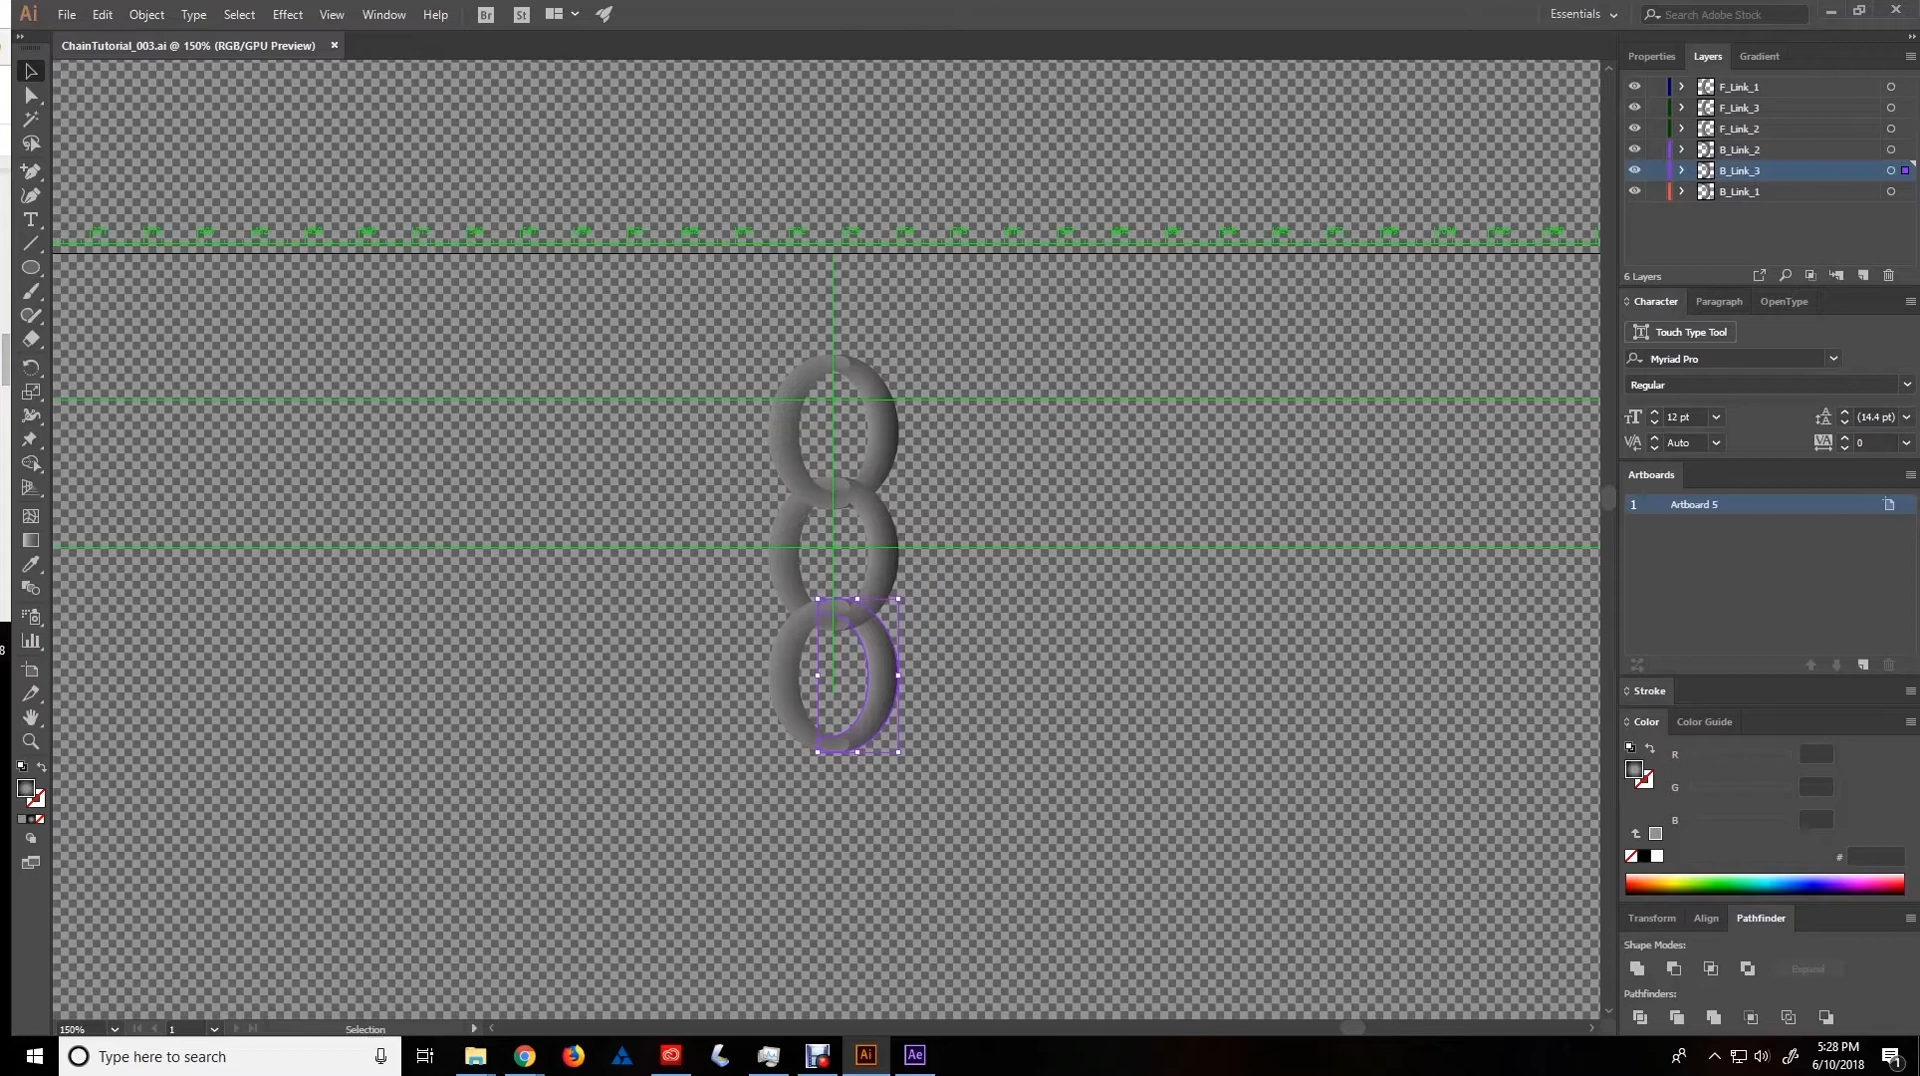 Ai File Edit Object Type Select Effect View Window Help Br St Essentials Search Adobe Stock
ChainTutorial_003.ai @ 150% (RGB/GPU Preview) ×
Properties Layers Gradient
F_Link_1
F_Link_3
F_Link_2
B_Link_2
B_Link_3
B_Link_1
6 Layers
Character Paragraph OpenType
Touch Type Tool
Myriad Pro
Regular
12 pt (14.4 pt)
Auto 0
Artboards
1 Artboard 5
Stroke
Color Color Guide
R
G
B
#
Transform Align Pathfinder
Shape Modes:
Expand
Pathfinders:
150% 1 Selection
Type here to search
Ai Ae
5:28 PM
6/10/2018
1